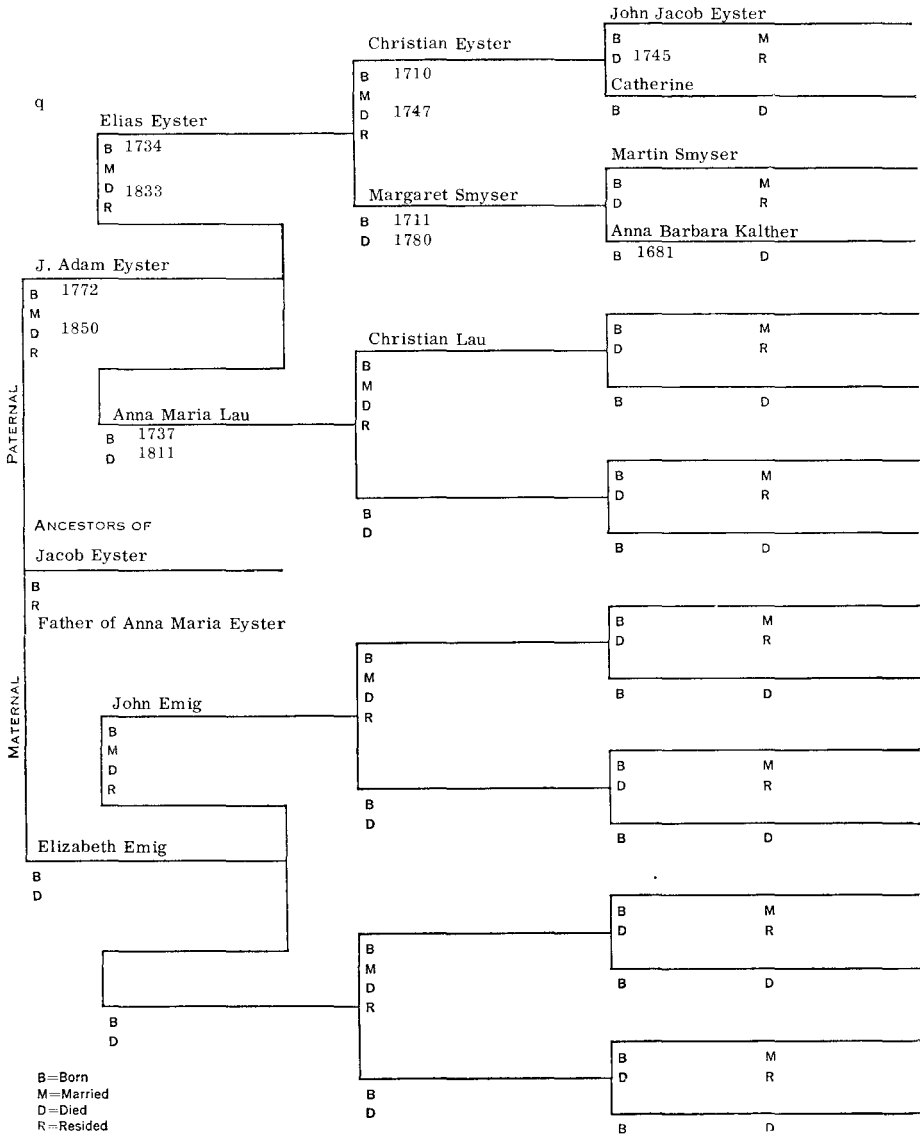 John Jacob Eyster
B M
D 1745 R
Catherine
B D
Christian Eyster
B 1710
M
D 1747
R
q
Elias Eyster
B 1734
M
D 1833
R
Martin Smyser
B M
D R
Margaret Smyser
B 1711
D 1780
Anna Barbara Kalther
B 1681 D
J. Adam Eyster
B 1772
M
D 1850
R
B M
D R
B D
Christian Lau
B
M
D
R
PATERNAL
Anna Maria Lau
B 1737
D 1811
B M
D R
B D
B
D
ANCESTORS OF
Jacob Eyster
B
R
Father of Anna Maria Eyster
B M
D R
B D
B
M
D
R
MATERNAL
John Emig
B
M
D
R
B M
D R
B D
B
D
Elizabeth Emig
B
D
B M
D R
B D
B
M
D
R
B
D
B M
D R
B D
B
D
B=Born
M=Married
D=Died
R=Resided